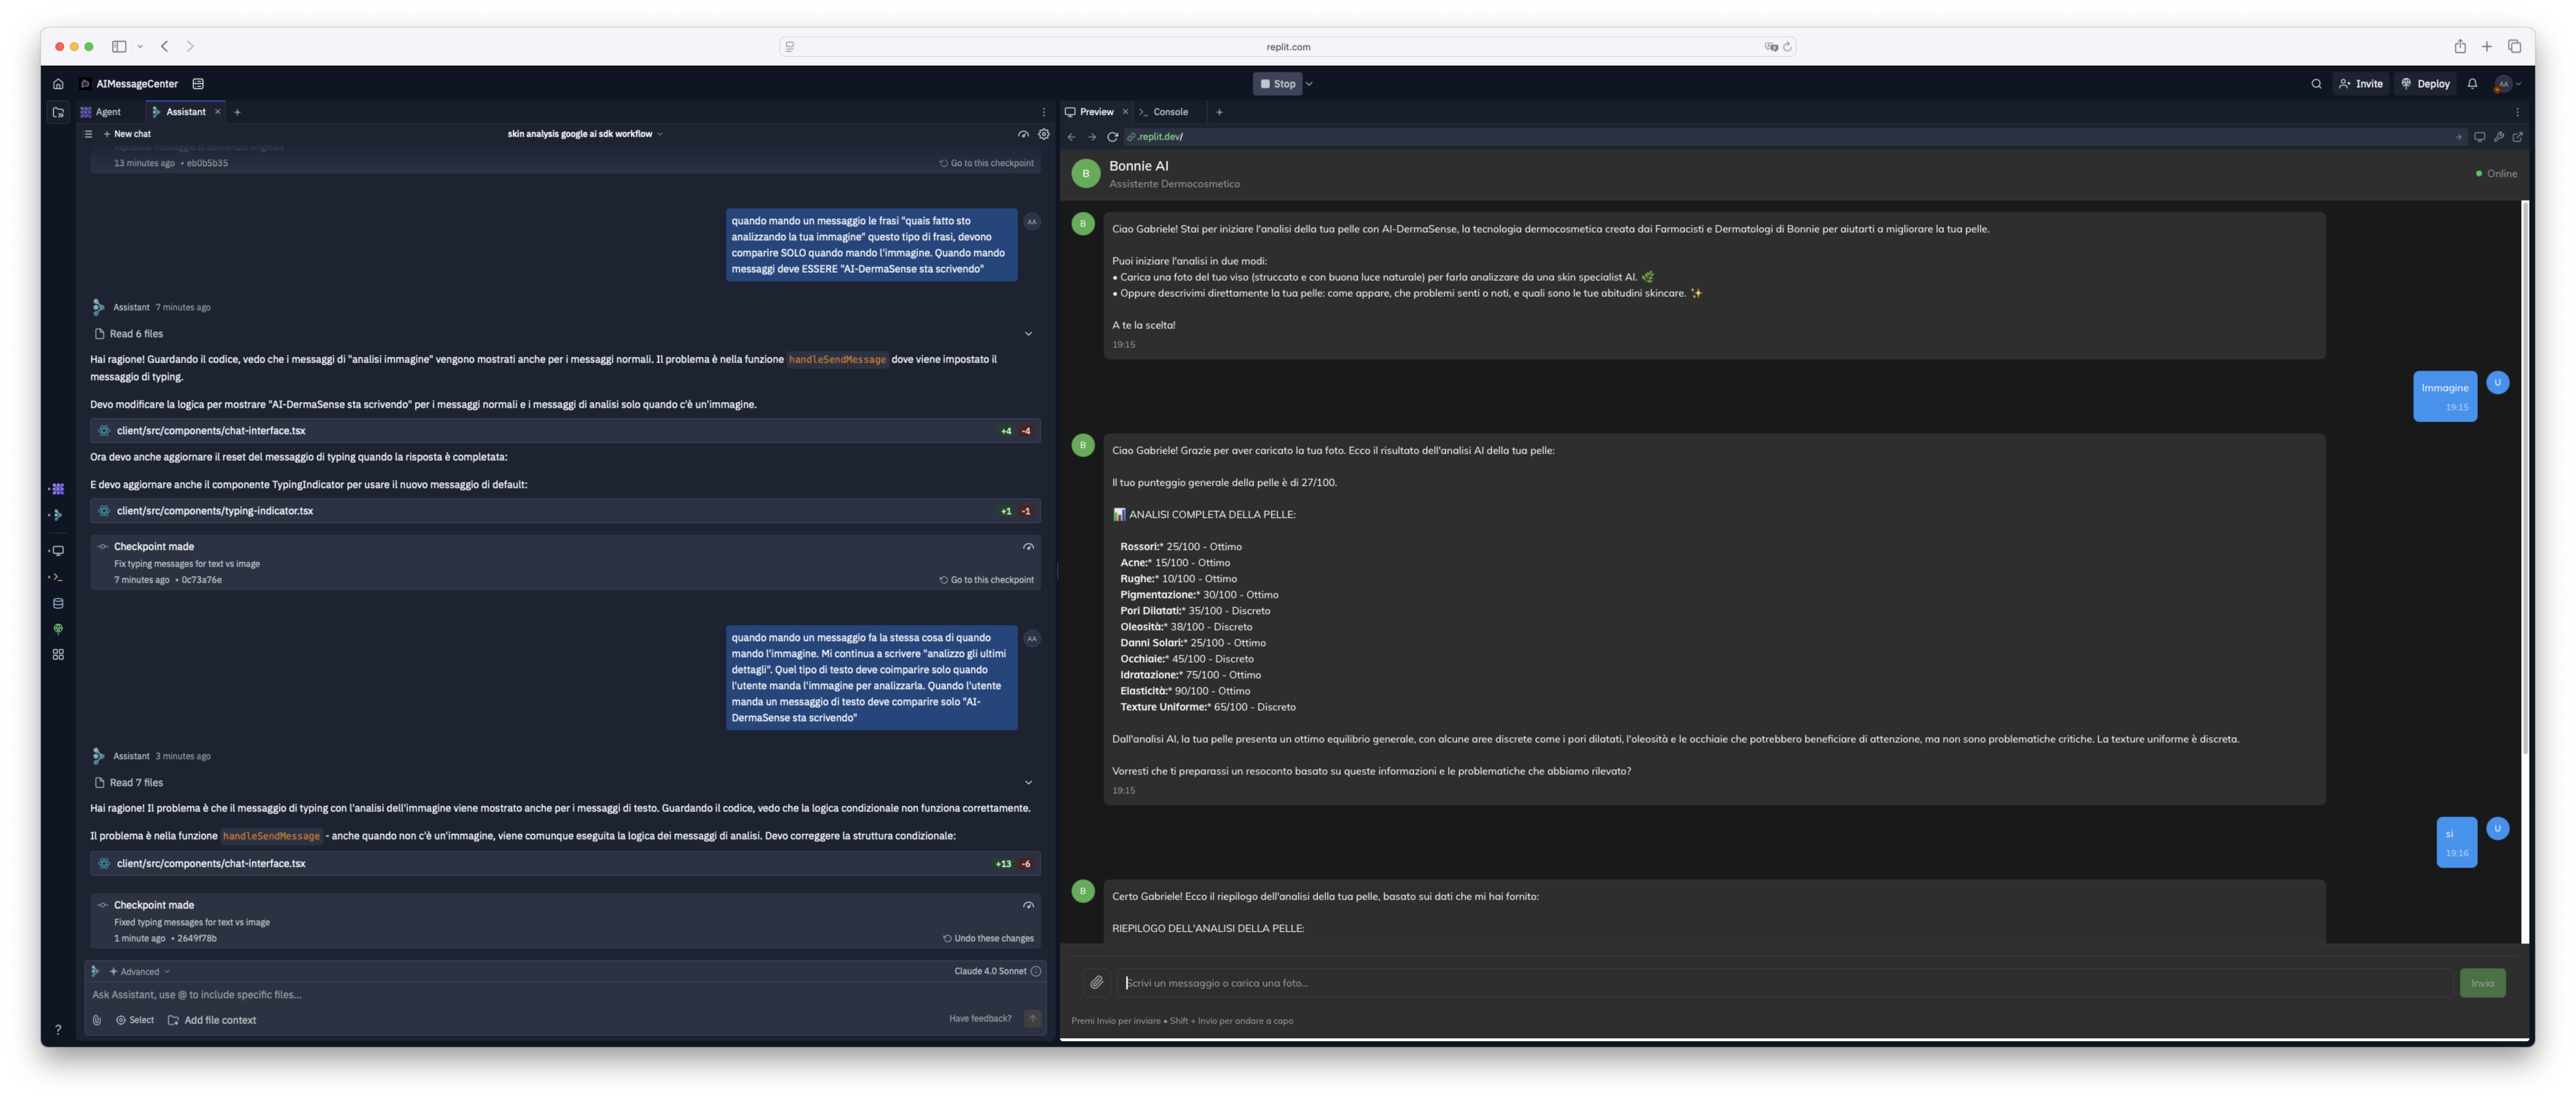 replit.com
AIMessageCenter
Stop
Invite
Deploy
AA
Agent
Assistant
New chat
skin analysis google ai sdk workflow
Ripristina messaggio di benvenuto originale
13 minutes ago • eb0b5b35
Go to this checkpoint
quando mando un messaggio le frasi "quais fatto sto
analizzando la tua immagine" questo tipo di frasi, devono
comparire SOLO quando mando l'immagine. Quando mando
messaggi deve ESSERE "AI-DermaSense sta scrivendo"
AA
Assistant 7 minutes ago
Read 6 files
Hai ragione! Guardando il codice, vedo che i messaggi di "analisi immagine" vengono mostrati anche per i messaggi normali. Il problema è nella funzione handleSendMessage dove viene impostato il
messaggio di typing.
Devo modificare la logica per mostrare "AI-DermaSense sta scrivendo" per i messaggi normali e i messaggi di analisi solo quando c'è un'immagine.
client/src/components/chat-interface.tsx +4 -4
Ora devo anche aggiornare il reset del messaggio di typing quando la risposta è completata:
E devo aggiornare anche il componente TypingIndicator per usare il nuovo messaggio di default:
client/src/components/typing-indicator.tsx +1 -1
Checkpoint made
Fix typing messages for text vs image
7 minutes ago • 0c73a76e
Go to this checkpoint
quando mando un messaggio fa la stessa cosa di quando
mando l'immagine. Mi continua a scrivere "analizzo gli ultimi
dettagli". Quel tipo di testo deve coimparire solo quando
l'utente manda l'immagine per analizzarla. Quando l'utente
manda un messaggio di testo deve comparire solo "AI-
DermaSense sta scrivendo"
AA
Assistant 3 minutes ago
Read 7 files
Hai ragione! Il problema è che il messaggio di typing con l'analisi dell'immagine viene mostrato anche per i messaggi di testo. Guardando il codice, vedo che la logica condizionale non funziona correttamente.
Il problema è nella funzione handleSendMessage - anche quando non c'è un'immagine, viene comunque eseguita la logica dei messaggi di analisi. Devo correggere la struttura condizionale:
client/src/components/chat-interface.tsx +13 -6
Checkpoint made
Fixed typing messages for text vs image
1 minute ago • 2649f78b
Undo these changes
Advanced
Claude 4.0 Sonnet
Ask Assistant, use @ to include specific files...
Select
Add file context
Have feedback?
?
Preview
Console
.replit.dev/
B
Bonnie AI
Assistente Dermocosmetico
Online
B
Ciao Gabriele! Stai per iniziare l'analisi della tua pelle con AI-DermaSense, la tecnologia dermocosmetica creata dai Farmacisti e Dermatologi di Bonnie per aiutarti a migliorare la tua pelle.
Puoi iniziare l'analisi in due modi:
• Carica una foto del tuo viso (struccato e con buona luce naturale) per farla analizzare da una skin specialist AI. 🌿
• Oppure descrivimi direttamente la tua pelle: come appare, che problemi senti o noti, e quali sono le tue abitudini skincare. ✨
A te la scelta!
19:15
Immagine
19:15
U
B
Ciao Gabriele! Grazie per aver caricato la tua foto. Ecco il risultato dell'analisi AI della tua pelle:
Il tuo punteggio generale della pelle è di 27/100.
📊 ANALISI COMPLETA DELLA PELLE:
Rossori:* 25/100 - Ottimo
Acne:* 15/100 - Ottimo
Rughe:* 10/100 - Ottimo
Pigmentazione:* 30/100 - Ottimo
Pori Dilatati:* 35/100 - Discreto
Oleosità:* 38/100 - Discreto
Danni Solari:* 25/100 - Ottimo
Occhiaie:* 45/100 - Discreto
Idratazione:* 75/100 - Ottimo
Elasticità:* 90/100 - Ottimo
Texture Uniforme:* 65/100 - Discreto
Dall'analisi AI, la tua pelle presenta un ottimo equilibrio generale, con alcune aree discrete come i pori dilatati, l'oleosità e le occhiaie che potrebbero beneficiare di attenzione, ma non sono problematiche critiche. La texture uniforme è discreta.
Vorresti che ti preparassi un resoconto basato su queste informazioni e le problematiche che abbiamo rilevato?
19:15
si
19:16
U
B
Certo Gabriele! Ecco il riepilogo dell'analisi della tua pelle, basato sui dati che mi hai fornito:
RIEPILOGO DELL'ANALISI DELLA PELLE:
Scrivi un messaggio o carica una foto...
Invia
Premi Invio per inviare • Shift + Invio per andare a capo